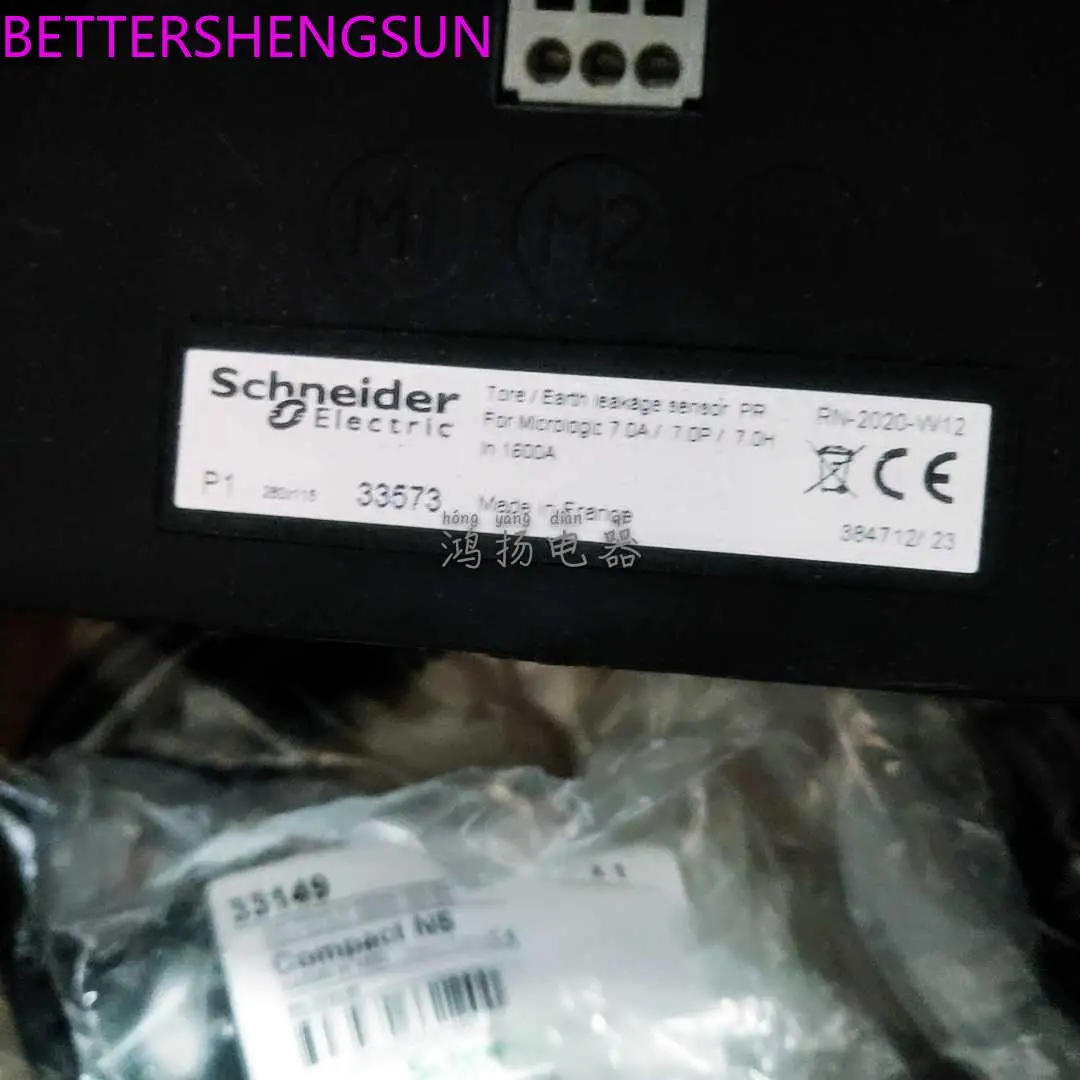 BETTERSHENGSUN
M1 M2
Schneider
Electric
Tore / Earth leakage sensor PR
For Micrologic 7.0A / 7.0P / 7.0H
In 1600A
RN-2020-W12
CE
P1 280x115 33573 Made in France
384712/ 23
hóng yáng diàn qì
鸿扬电器
33149
Compact NS